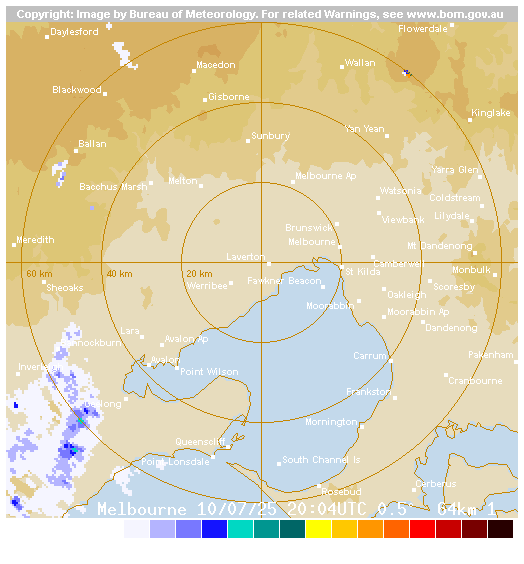 Copyright: Image by Bureau of Meteorology. For related Warnings, see www.bom.gov.au
Daylesford
Flowerdale
Macedon
Wallan
Blackwood
Gisborne
Kinglake
Yan Yean
Sunbury
Ballan
Yarra Glen
Bacchus Marsh
Melton
Melbourne Ap
Watsonia
Coldstream
Viewbank
Lilydale
Brunswick
Meredith
Melbourne
Mt Dandenong
Laverton
Camberwell
60 km
40 km
20 km
St Kilda
Monbulk
Sheoaks
Werribee
Fawkner Beacon
Scoresby
Oakleigh
Moorabbin
Moorabbin Ap
Dandenong
Lara
Avalon Ap
Bannockburn
Carrum
Pakenham
Avalon
Inverleigh
Point Wilson
Cranbourne
Frankston
Geelong
Mornington
Queenscliff
Point Lonsdale
South Channel Is
Cerberus
Rosebud
Melbourne 10/07/25 20:04UTC 0.5° 64km 1